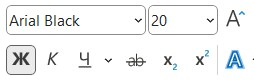 Arial Black 20 A
Ж К Ч ab x₂ x² A